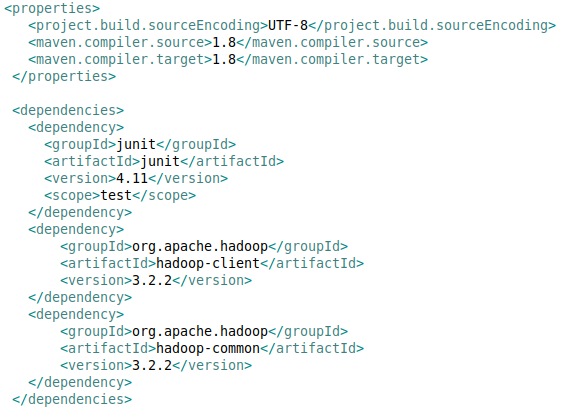 <properties>
<project.build.sourceEncoding>UTF-8</project.build.sourceEncoding>
<maven.compiler.source>1.8</maven.compiler.source>
<maven.compiler.target>1.8</maven.compiler.target>
</properties>
<dependencies>
<dependency>
<groupId>junit</groupId>
<artifactId>junit</artifactId>
<version>4.11</version>
<scope>test</scope>
</dependency>
<dependency>
<groupId>org.apache.hadoop</groupId>
<artifactId>hadoop-client</artifactId>
<version>3.2.2</version>
</dependency>
<dependency>
<groupId>org.apache.hadoop</groupId>
<artifactId>hadoop-common</artifactId>
<version>3.2.2</version>
</dependency>
</dependencies>